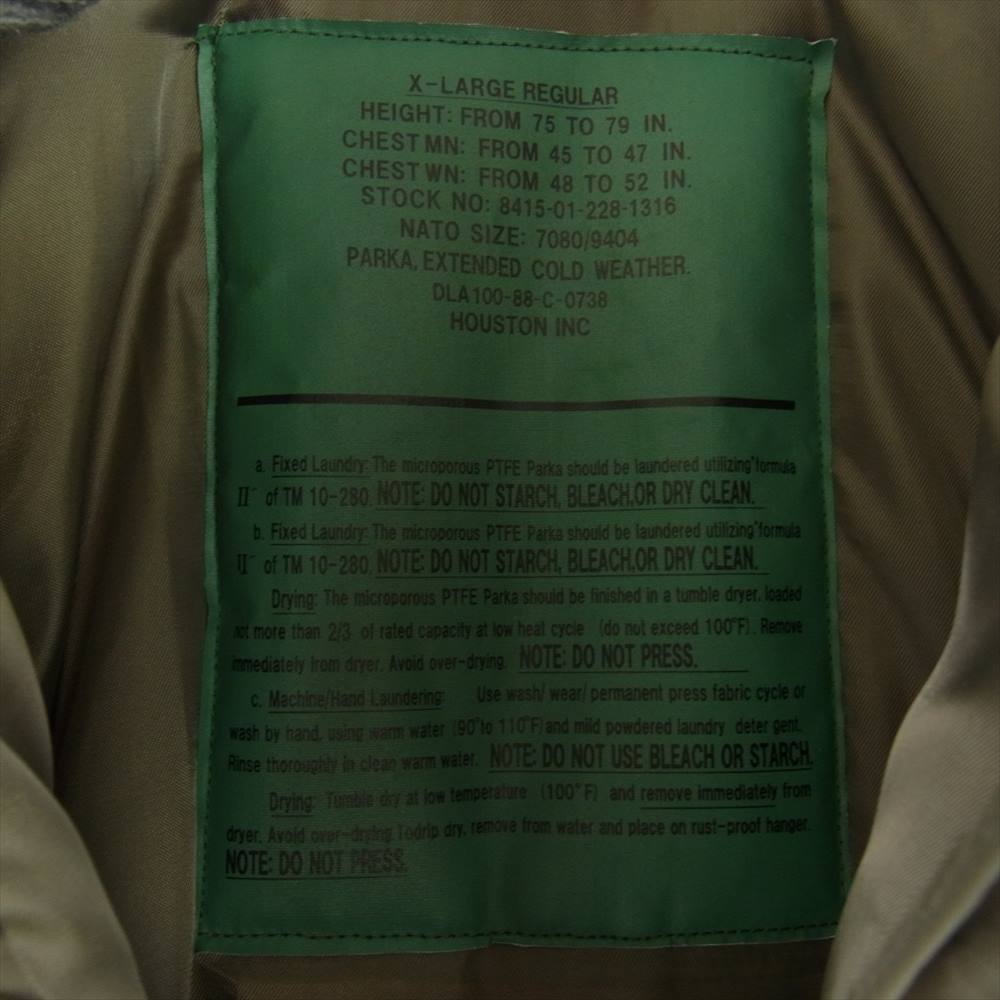 X-LARGE REGULAR
HEIGHT: FROM 75 TO 79 IN.
CHEST MN: FROM 45 TO 47 IN.
CHEST WN: FROM 48 TO 52 IN.
STOCK NO: 8415-01-228-1316
NATO SIZE: 7080/9404
PARKA, EXTENDED COLD WEATHER.
DLA100-88-C-0738
HOUSTON INC
a. Fixed Laundry: The microporous PTFE Parka should be laundered utilizing "formula
II" of TM 10-280. NOTE: DO NOT STARCH, BLEACH,OR DRY CLEAN.
b. Fixed Laundry: The microporous PTFE Parka should be laundered utilizing "formula
II" of TM 10-280. NOTE: DO NOT STARCH, BLEACH,OR DRY CLEAN.
Drying: The microporous PTFE Parka should be finished in a tumble dryer, loaded
not more than 2/3 of rated capacity at low heat cycle (do not exceed 100°F). Remove
immediately from dryer. Avoid over-drying. NOTE: DO NOT PRESS.
c. Machine/Hand Laundering: Use wash/ wear/ permanent press fabric cycle or
wash by hand, using warm water (90° to 110°F) and mild powdered laundry deter gent.
Rinse thoroughly in clean warm water. NOTE: DO NOT USE BLEACH OR STARCH.
Drying: Tumble dry at low temperature (100°F) and remove immediately from
dryer. Avoid over-drying Todrip dry, remove from water and place on rust-proof hanger.
NOTE: DO NOT PRESS.